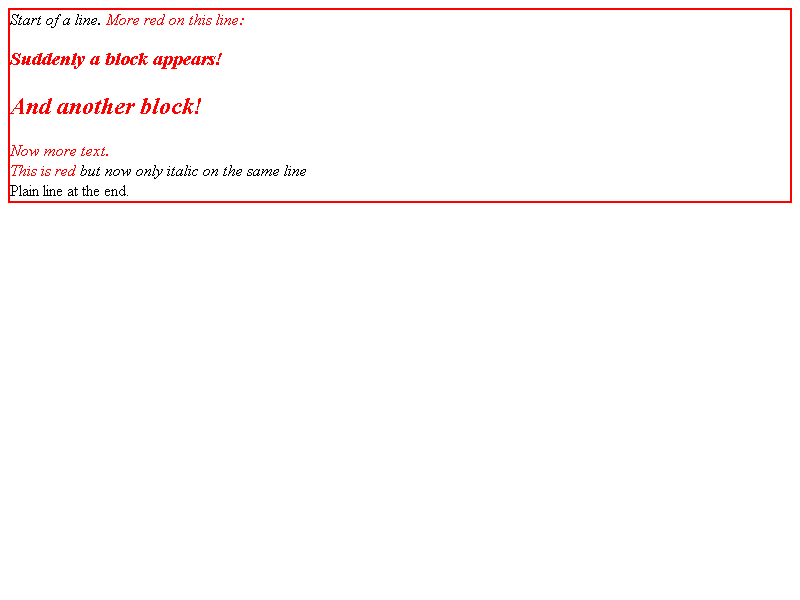 Start of a line. More red on this line:
Suddenly a block appears!
And another block!
Now more text.
This is red but now only italic on the same line
Plain line at the end.